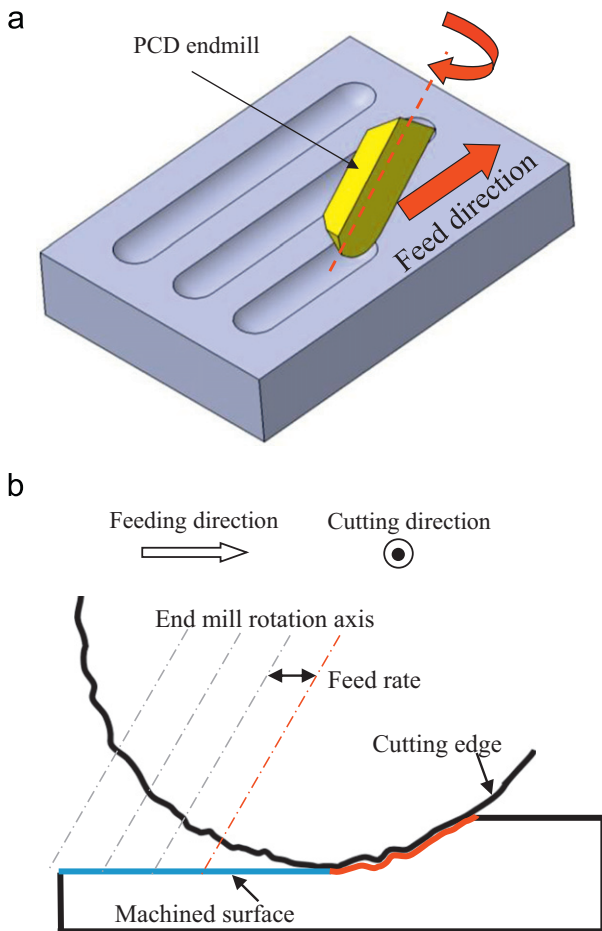 a
PCD endmill
Feed direction
b
Feeding direction
Cutting direction
End mill rotation axis
Feed rate
Cutting edge
Machined surface